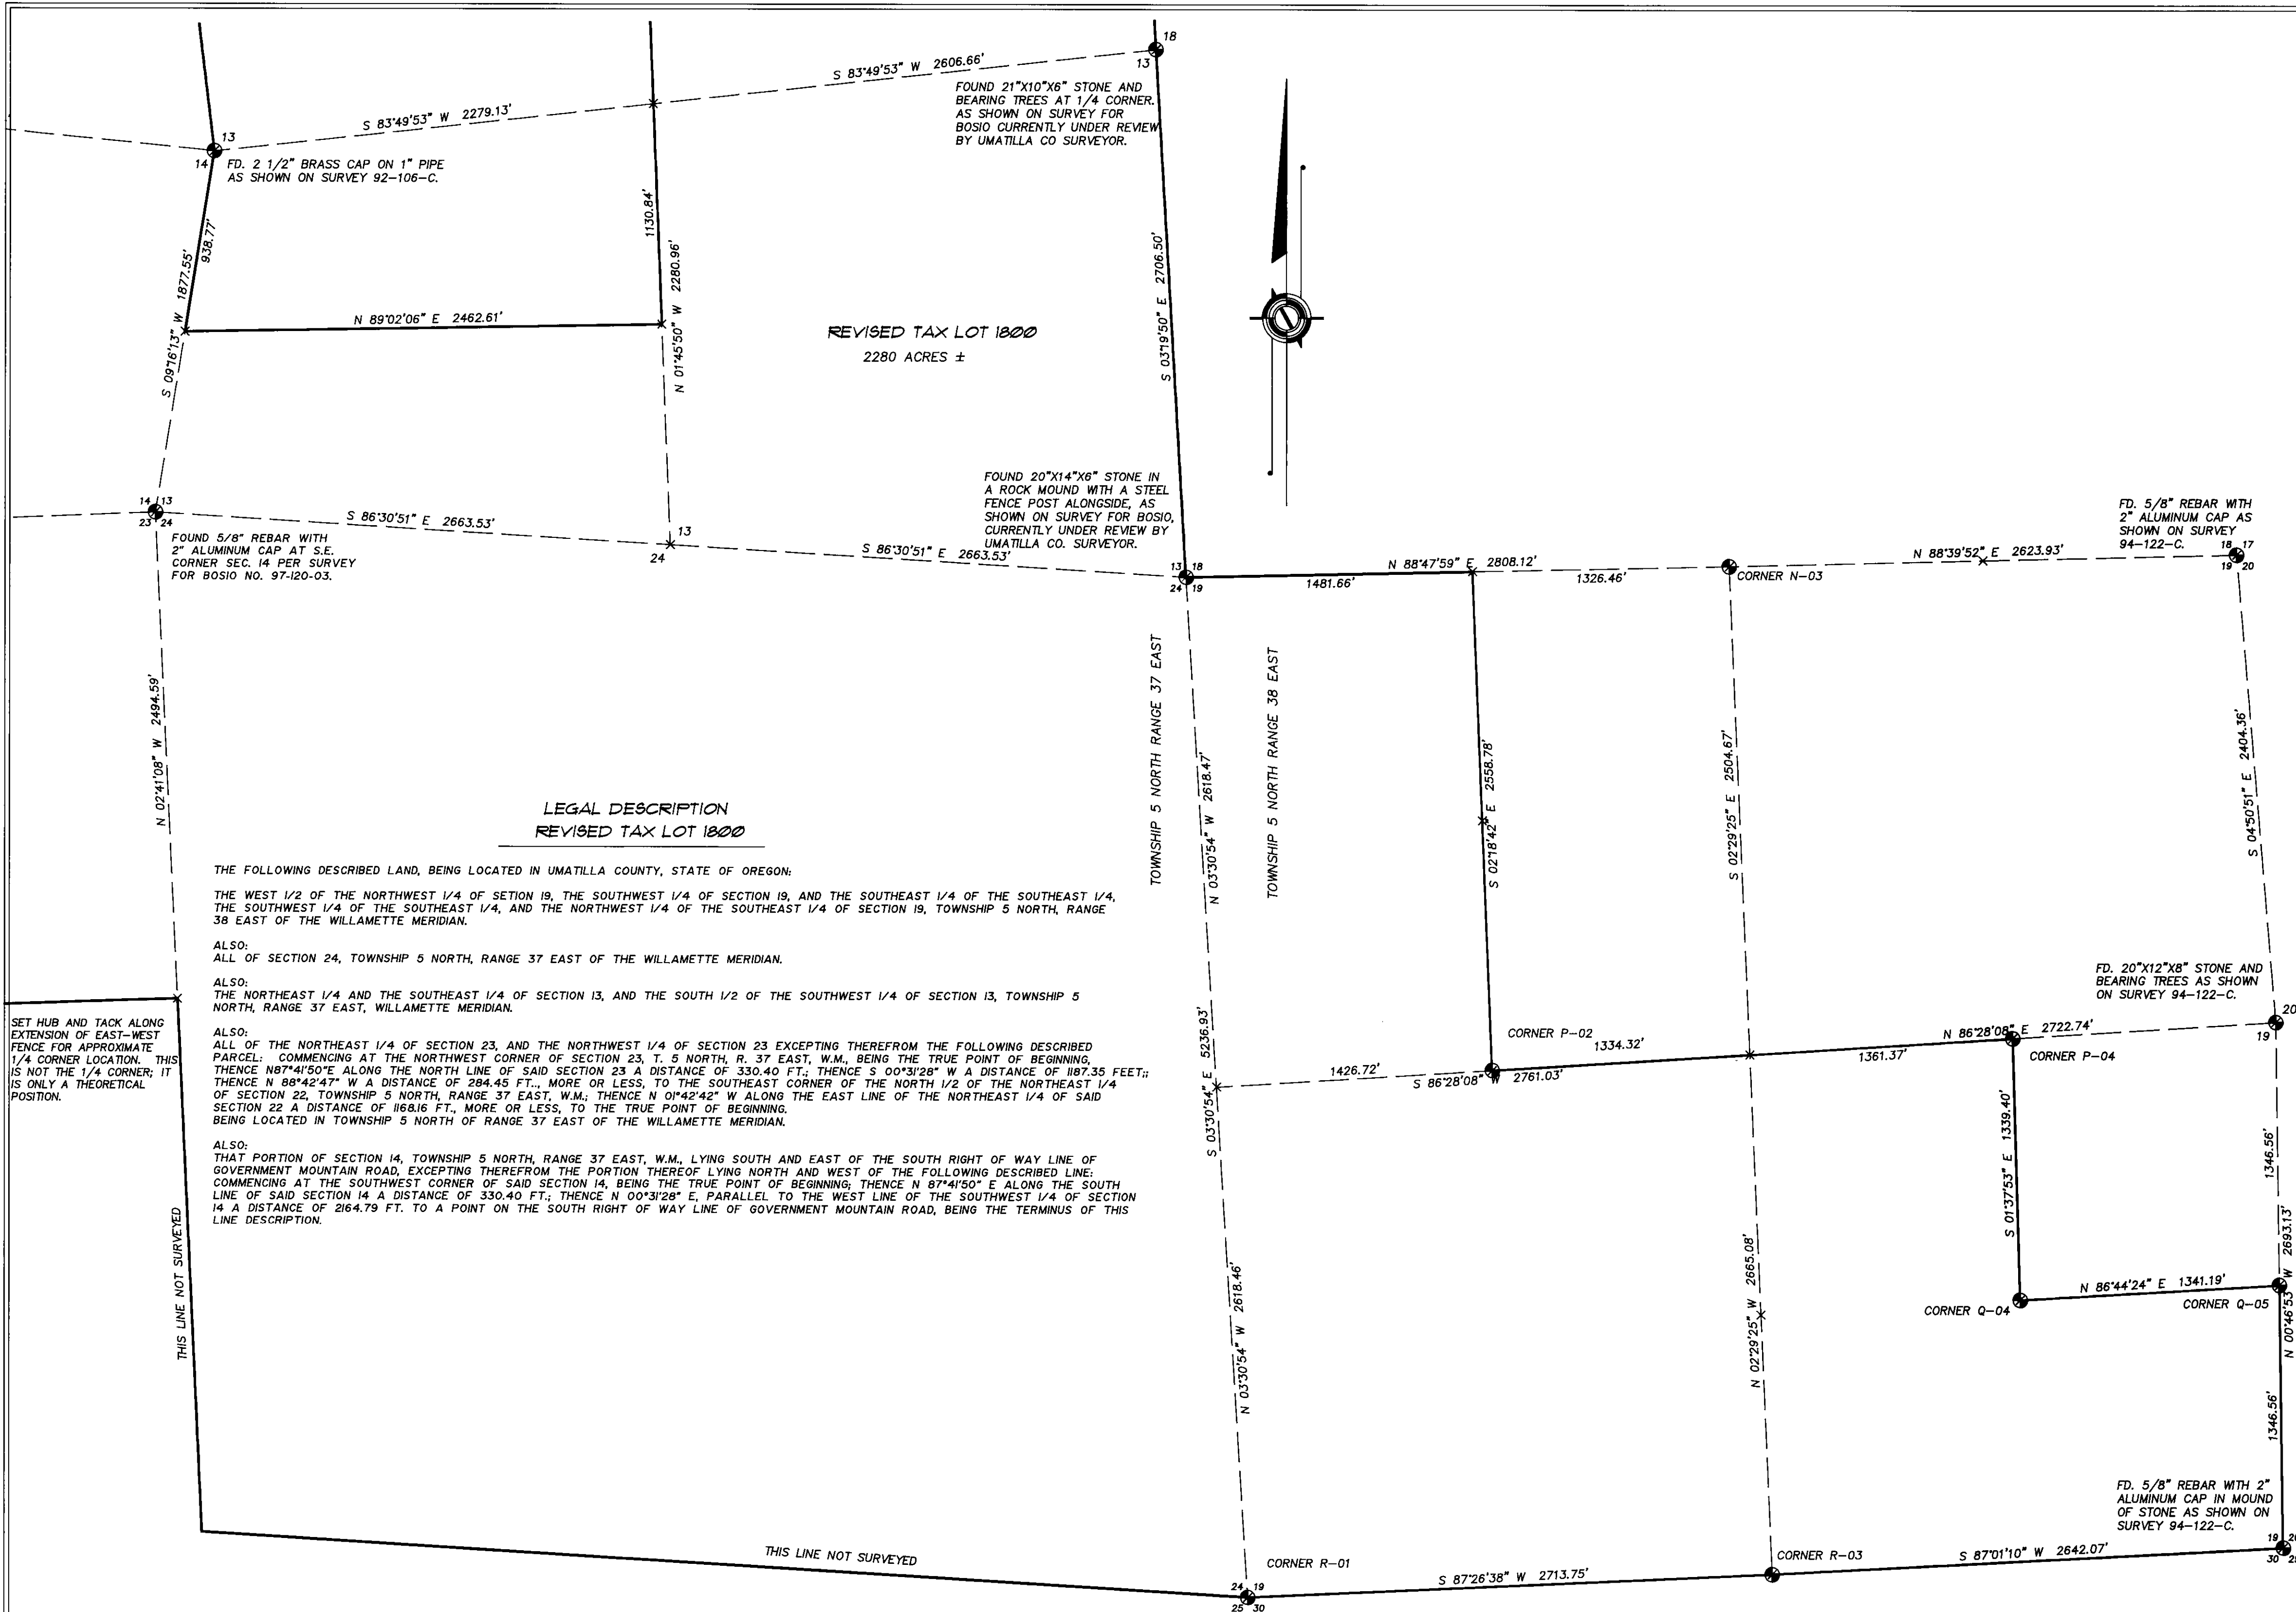 18
13
S 83°49'53" W 2606.66'
FOUND 21"X10"X6" STONE AND
BEARING TREES AT 1/4 CORNER.
AS SHOWN ON SURVEY FOR
BOSIO CURRENTLY UNDER REVIEW
BY UMATILLA CO SURVEYOR.
S 83°49'53" W 2279.13'
13
14
FD. 2 1/2" BRASS CAP ON 1" PIPE
AS SHOWN ON SURVEY 92-106-C.
938.77'
S 09°16'13" W 1877.55'
1130.84'
N 01°45'50" W 2280.96'
N 89°02'06" E 2462.61'
REVISED TAX LOT 1800
2280 ACRES ±
S 03°19'50" E 2706.50'
14 13
23 24
FOUND 5/8" REBAR WITH
2" ALUMINUM CAP AT S.E.
CORNER SEC. 14 PER SURVEY
FOR BOSIO NO. 97-120-03.
S 86°30'51" E 2663.53'
13
24
S 86°30'51" E 2663.53'
FOUND 20"X14"X6" STONE IN
A ROCK MOUND WITH A STEEL
FENCE POST ALONGSIDE, AS
SHOWN ON SURVEY FOR BOSIO,
CURRENTLY UNDER REVIEW BY
UMATILLA CO. SURVEYOR.
13 18
24 19
N 88°47'59" E 2808.12'
1481.66'
1326.46'
CORNER N-03
N 88°39'52" E 2623.93'
FD. 5/8" REBAR WITH
2" ALUMINUM CAP AS
SHOWN ON SURVEY
94-122-C.
18 17
19 20
N 02°41'08" W 2494.59'
TOWNSHIP 5 NORTH RANGE 37 EAST
TOWNSHIP 5 NORTH RANGE 38 EAST
N 03°30'54" W 2618.47'
S 03°30'54" E 5236.93'
S 02°18'42" E 2558.78'
S 02°29'25" E 2504.67'
S 04°50'51" E 2404.36'
LEGAL DESCRIPTION
REVISED TAX LOT 1800
THE FOLLOWING DESCRIBED LAND, BEING LOCATED IN UMATILLA COUNTY, STATE OF OREGON:
THE WEST 1/2 OF THE NORTHWEST 1/4 OF SETION 19, THE SOUTHWEST 1/4 OF SECTION 19, AND THE SOUTHEAST 1/4 OF THE SOUTHEAST 1/4,
THE SOUTHWEST 1/4 OF THE SOUTHEAST 1/4, AND THE NORTHWEST 1/4 OF THE SOUTHEAST 1/4 OF SECTION 19, TOWNSHIP 5 NORTH, RANGE
38 EAST OF THE WILLAMETTE MERIDIAN.
ALSO:
ALL OF SECTION 24, TOWNSHIP 5 NORTH, RANGE 37 EAST OF THE WILLAMETTE MERIDIAN.
ALSO:
THE NORTHEAST 1/4 AND THE SOUTHEAST 1/4 OF SECTION 13, AND THE SOUTH 1/2 OF THE SOUTHWEST 1/4 OF SECTION 13, TOWNSHIP 5
NORTH, RANGE 37 EAST, WILLAMETTE MERIDIAN.
ALSO:
ALL OF THE NORTHEAST 1/4 OF SECTION 23, AND THE NORTHWEST 1/4 OF SECTION 23 EXCEPTING THEREFROM THE FOLLOWING DESCRIBED
PARCEL: COMMENCING AT THE NORTHWEST CORNER OF SECTION 23, T. 5 NORTH, R. 37 EAST, W.M., BEING THE TRUE POINT OF BEGINNING,
THENCE N87°41'50"E ALONG THE NORTH LINE OF SAID SECTION 23 A DISTANCE OF 330.40 FT.; THENCE S 00°31'28" W A DISTANCE OF 1187.35 FEET;;
THENCE N 88°42'47" W A DISTANCE OF 284.45 FT.., MORE OR LESS, TO THE SOUTHEAST CORNER OF THE NORTH 1/2 OF THE NORTHEAST 1/4
OF SECTION 22, TOWNSHIP 5 NORTH, RANGE 37 EAST, W.M.; THENCE N 01°42'42" W ALONG THE EAST LINE OF THE NORTHEAST 1/4 OF SAID
SECTION 22 A DISTANCE OF 1168.16 FT., MORE OR LESS, TO THE TRUE POINT OF BEGINNING.
BEING LOCATED IN TOWNSHIP 5 NORTH OF RANGE 37 EAST OF THE WILLAMETTE MERIDIAN.
ALSO:
THAT PORTION OF SECTION 14, TOWNSHIP 5 NORTH, RANGE 37 EAST, W.M., LYING SOUTH AND EAST OF THE SOUTH RIGHT OF WAY LINE OF
GOVERNMENT MOUNTAIN ROAD, EXCEPTING THEREFROM THE PORTION THEREOF LYING NORTH AND WEST OF THE FOLLOWING DESCRIBED LINE:
COMMENCING AT THE SOUTHWEST CORNER OF SAID SECTION 14, BEING THE TRUE POINT OF BEGINNING; THENCE N 87°41'50" E ALONG THE SOUTH
LINE OF SAID SECTION 14 A DISTANCE OF 330.40 FT.; THENCE N 00°31'28" E, PARALLEL TO THE WEST LINE OF THE SOUTHWEST 1/4 OF SECTION
14 A DISTANCE OF 2164.79 FT. TO A POINT ON THE SOUTH RIGHT OF WAY LINE OF GOVERNMENT MOUNTAIN ROAD, BEING THE TERMINUS OF THIS
LINE DESCRIPTION.
SET HUB AND TACK ALONG
EXTENSION OF EAST-WEST
FENCE FOR APPROXIMATE
1/4 CORNER LOCATION. THIS
IS NOT THE 1/4 CORNER; IT
IS ONLY A THEORETICAL
POSITION.
THIS LINE NOT SURVEYED
FD. 20"X12"X8" STONE AND
BEARING TREES AS SHOWN
ON SURVEY 94-122-C.
20
19
CORNER P-02
1334.32'
1426.72'
S 86°28'08" W 2761.03'
N 86°28'08" E 2722.74'
1361.37'
CORNER P-04
S 01°37'53" E 1339.40'
1346.56'
N 00°46'53" W 2693.13'
N 86°44'24" E 1341.19'
CORNER Q-04
CORNER Q-05
N 03°30'54" W 2618.46'
N 02°29'25" W 2665.08'
1346.56'
FD. 5/8" REBAR WITH 2"
ALUMINUM CAP IN MOUND
OF STONE AS SHOWN ON
SURVEY 94-122-C.
19 20
30 29
THIS LINE NOT SURVEYED
CORNER R-01
24 19
25 30
S 87°26'38" W 2713.75'
CORNER R-03
S 87°01'10" W 2642.07'